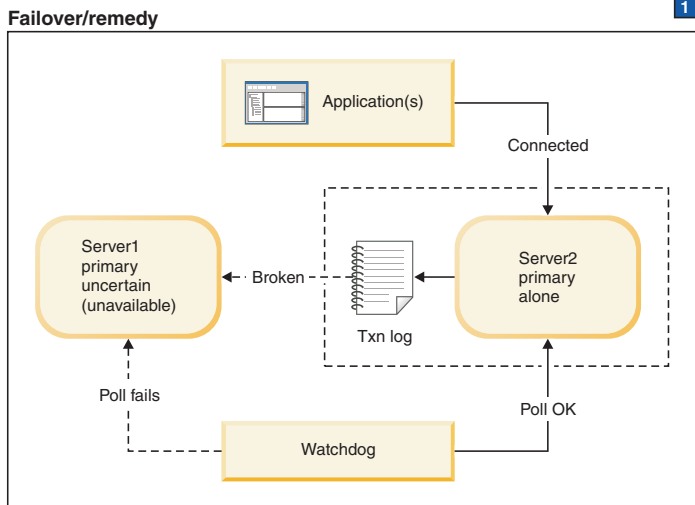 1
Failover/remedy
Application(s)
Connected
Server1
primary
uncertain
(unavailable)
Broken
Txn log
Server2
primary
alone
Poll fails
Poll OK
Watchdog